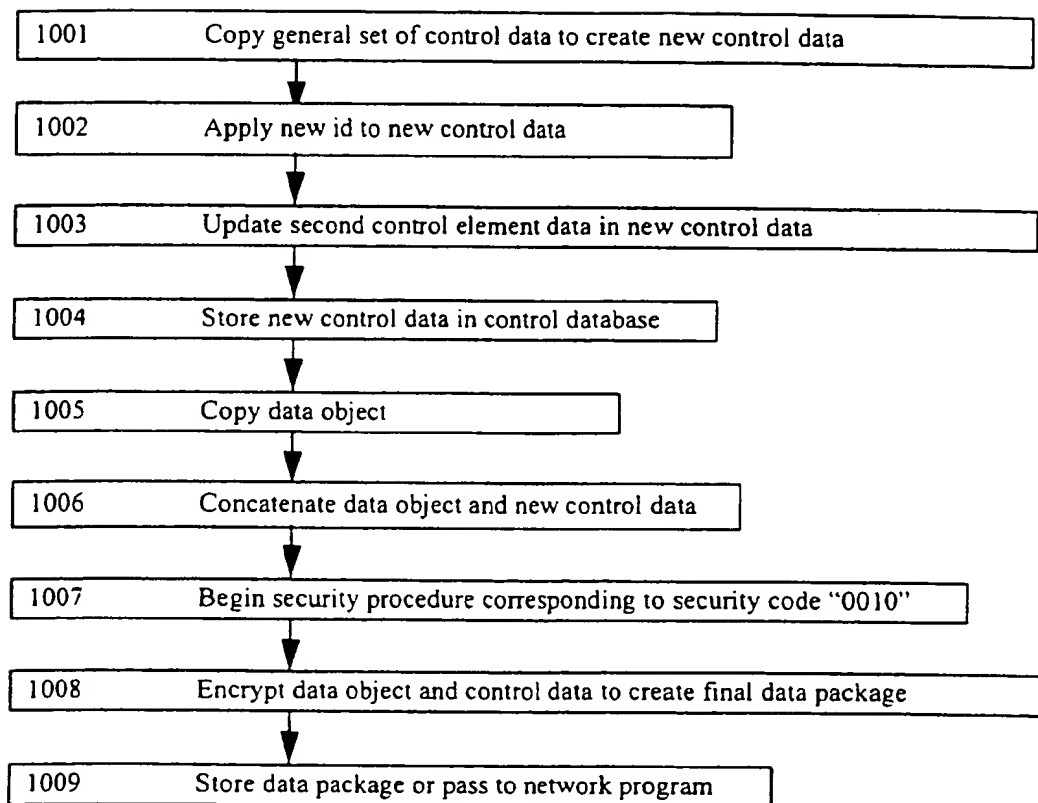 1001 Copy general set of control data to create new control data
1002 Apply new id to new control data
1003 Update second control element data in new control data
1004 Store new control data in control database
1005 Copy data object
1006 Concatenate data object and new control data
1007 Begin security procedure corresponding to security code “0010”
1008 Encrypt data object and control data to create final data package
1009 Store data package or pass to network program